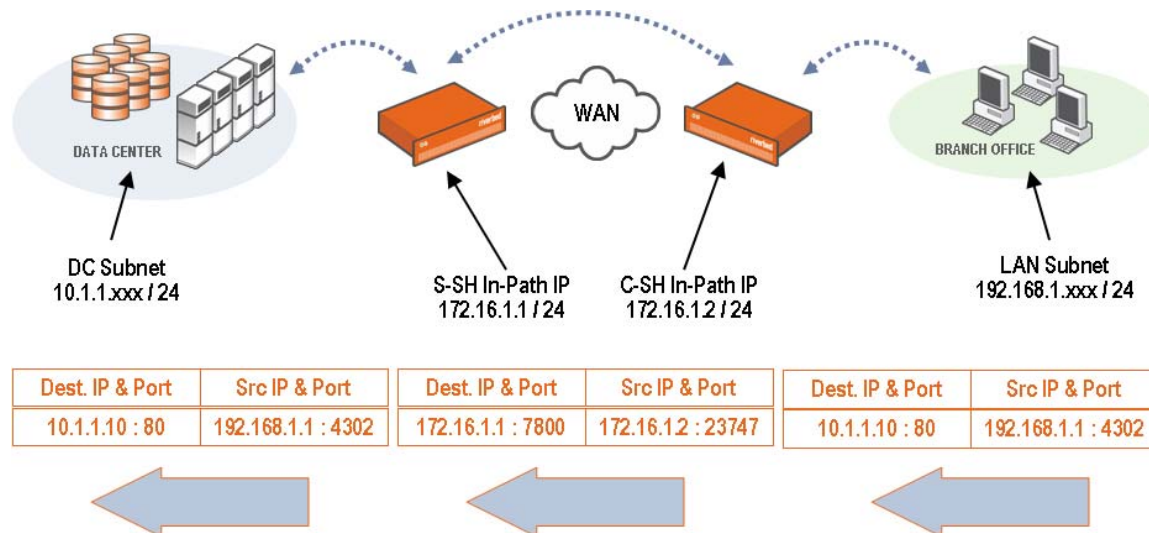 WAN
DATA CENTER
riverbed
riverbed
BRANCH OFFICE
DC Subnet
10.1.1.xxx / 24
S-SH In-Path IP
172.16.1.1 / 24
C-SH In-Path IP
172.16.1.2 / 24
LAN Subnet
192.168.1.xxx / 24
Dest. IP & Port
Src IP & Port
10.1.1.10 : 80
192.168.1.1 : 4302
Dest. IP & Port
Src IP & Port
172.16.1.1 : 7800
172.16.1.2 : 23747
Dest. IP & Port
Src IP & Port
10.1.1.10 : 80
192.168.1.1 : 4302